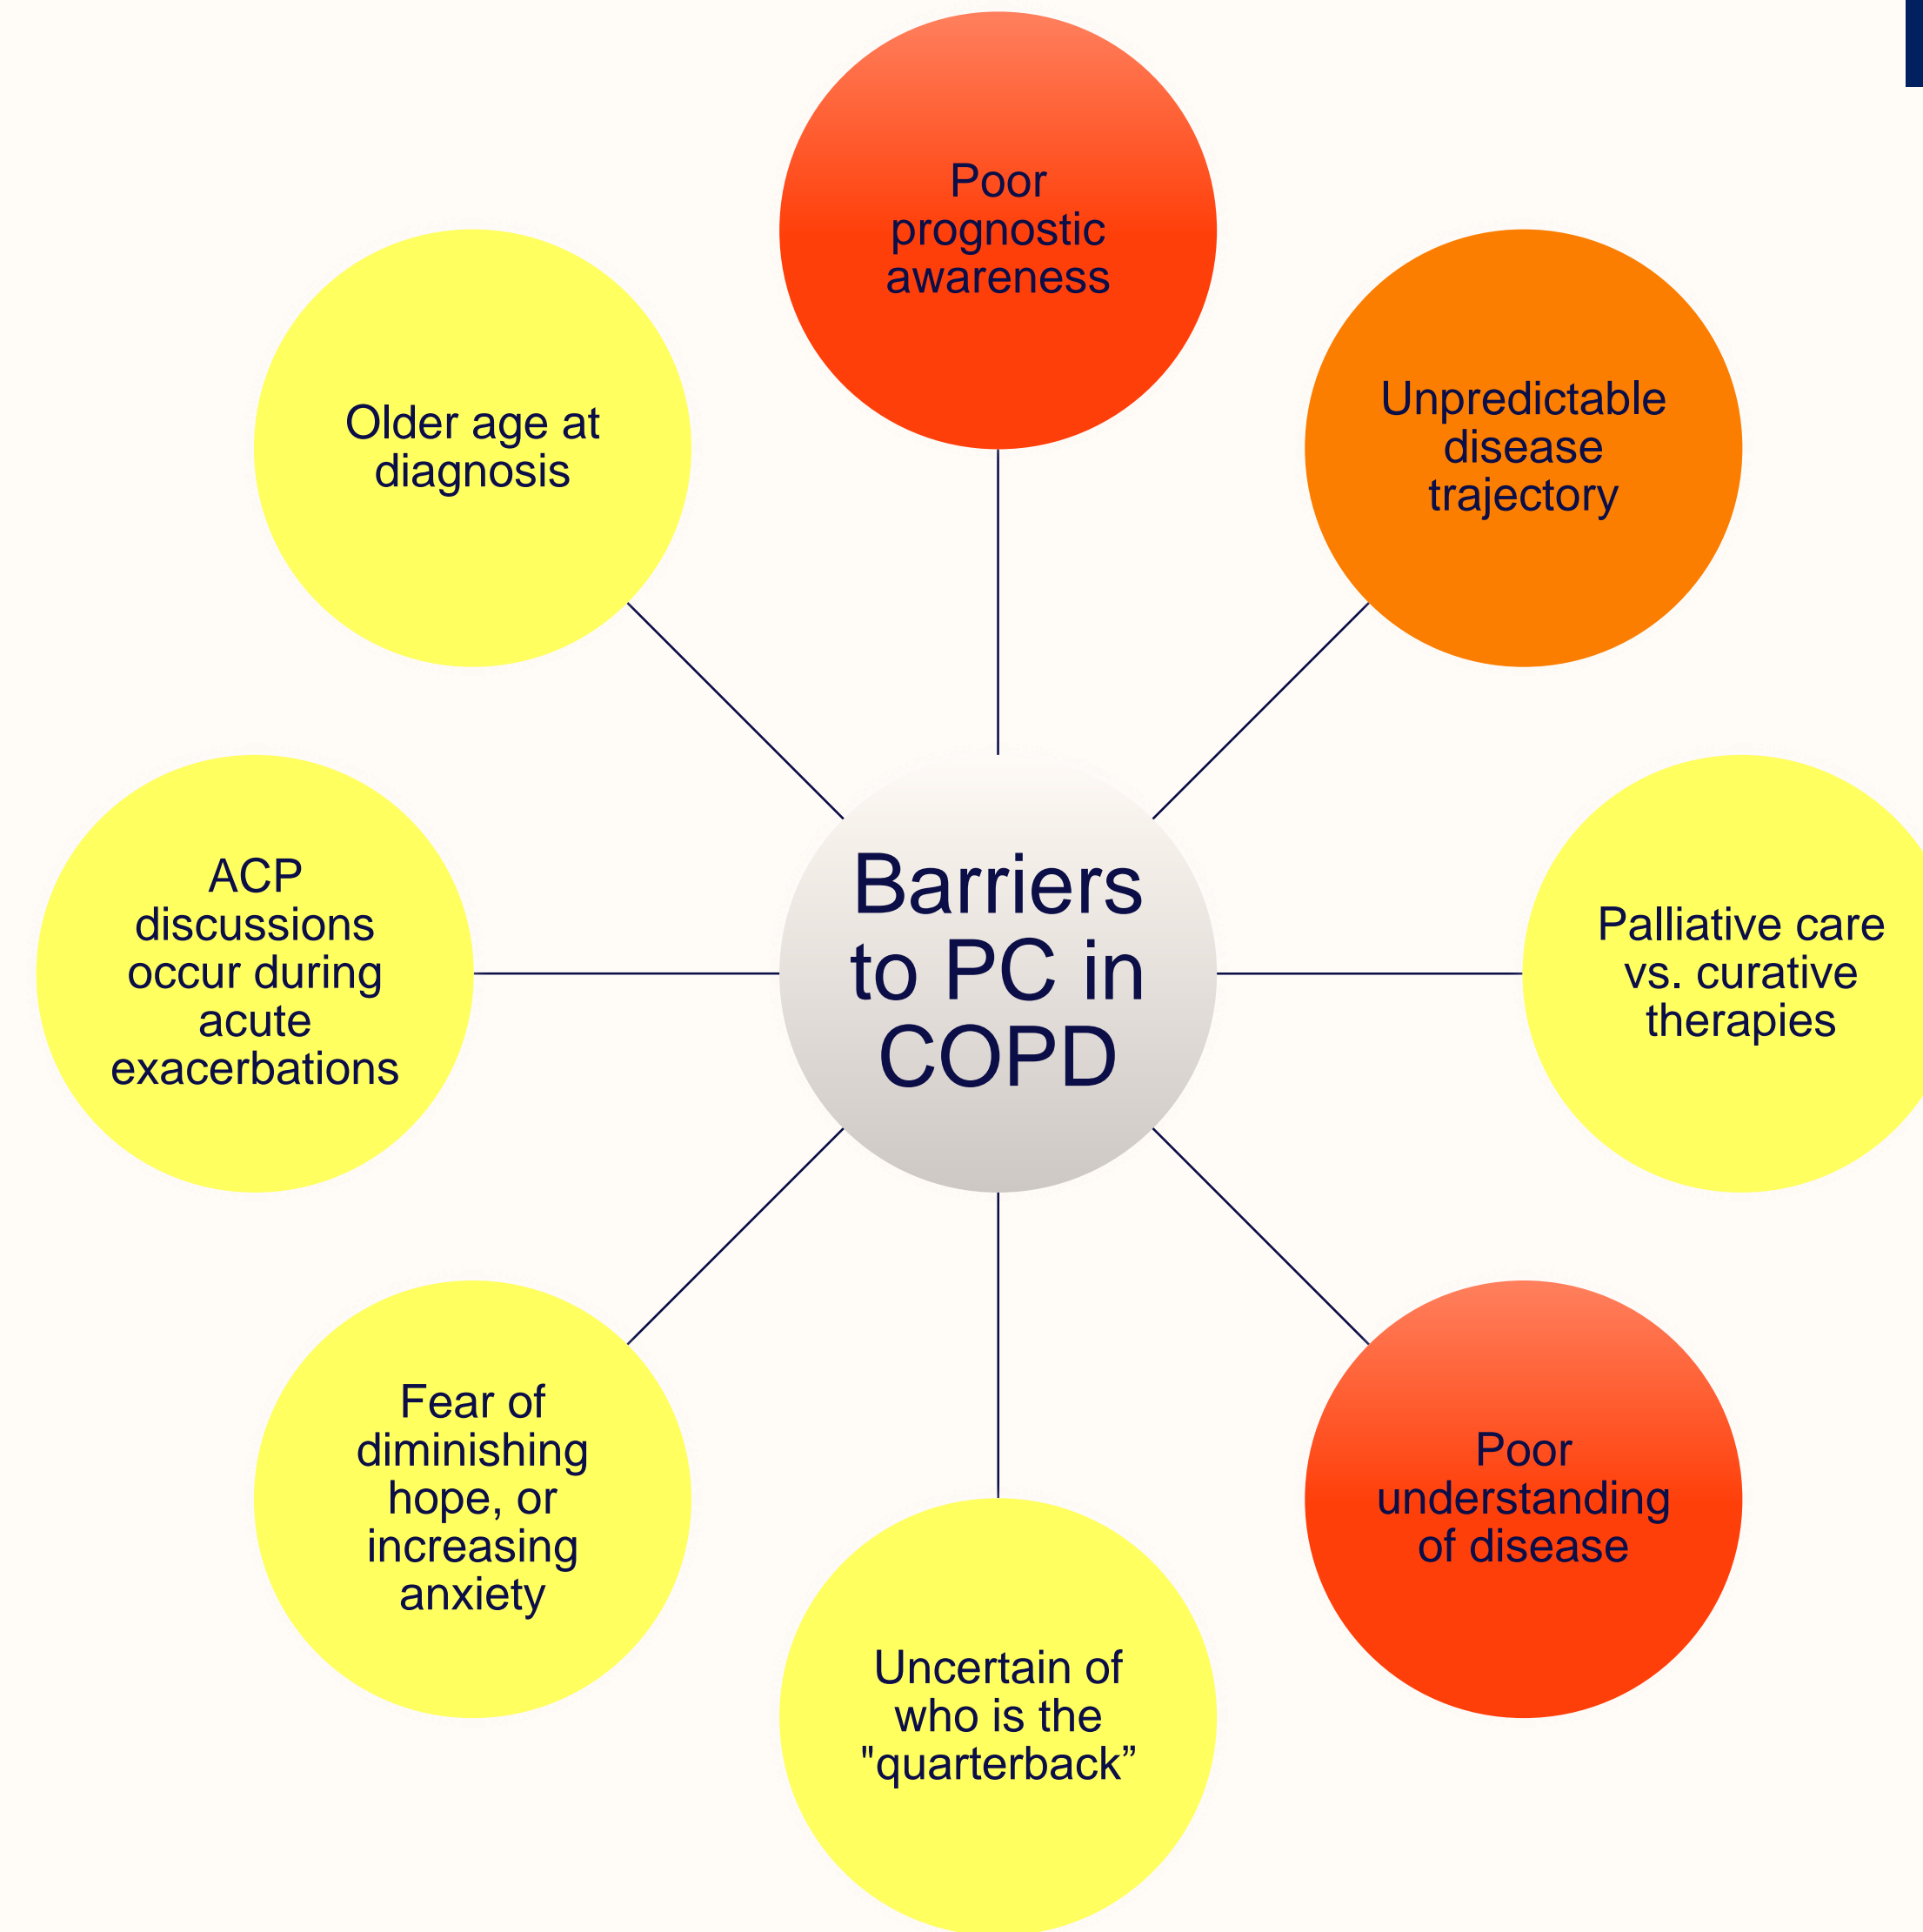 Poor
prognostic
awareness
Unpredictable
disease
trajectory
Older age at
diagnosis
Barriers
to PC in
COPD
Palliative care
vs. curative
therapies
ACP
discussions
occur during
acute
exacerbations
Poor
understanding
of disease
Fear of
diminishing
hope, or
increasing
anxiety
Uncertain of
who is the
"quarterback”